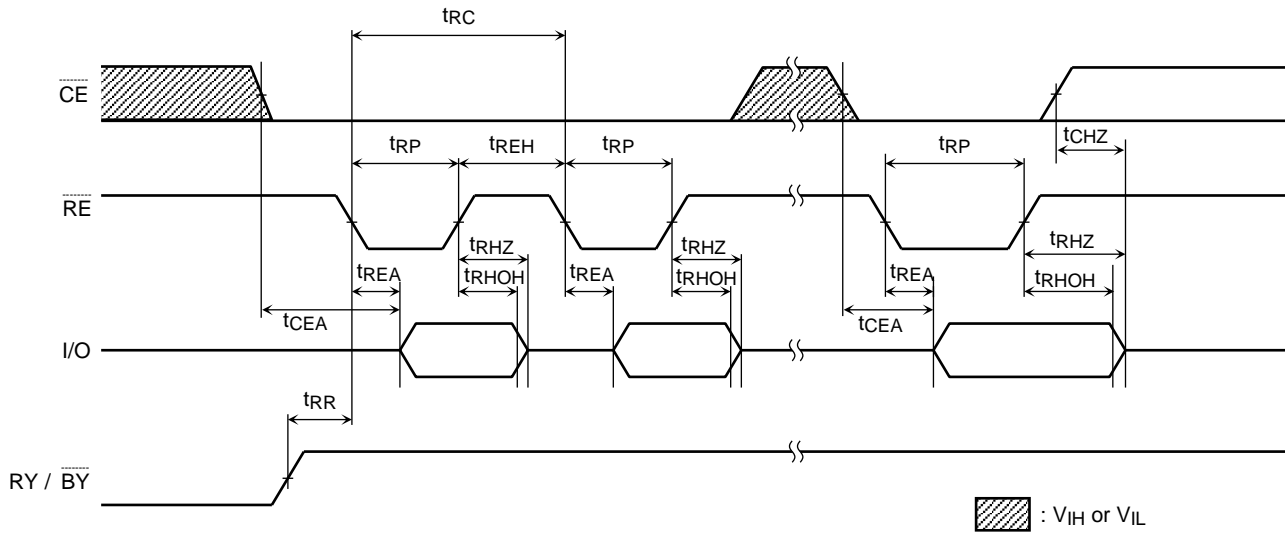 tRC
CE
tCHZ
tRP
tREH
tRP
tRP
RE
tRHZ
tRHZ
tRHZ
tREA
tRHOH
tREA
tRHOH
tREA
tRHOH
tCEA
tCEA
I/O
tRR
RY / BY
: VIH or VIL